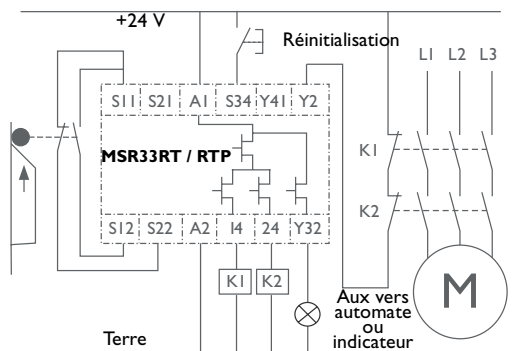 +24 V
Réinitialisation
L1 L2 L3
S11 S21 A1 S34 Y41 Y2
MSR33RT / RTP
K1
K2
S12 S22 A2 14 24 Y32
K1 K2
M
Aux vers
automate
ou
indicateur
Terre